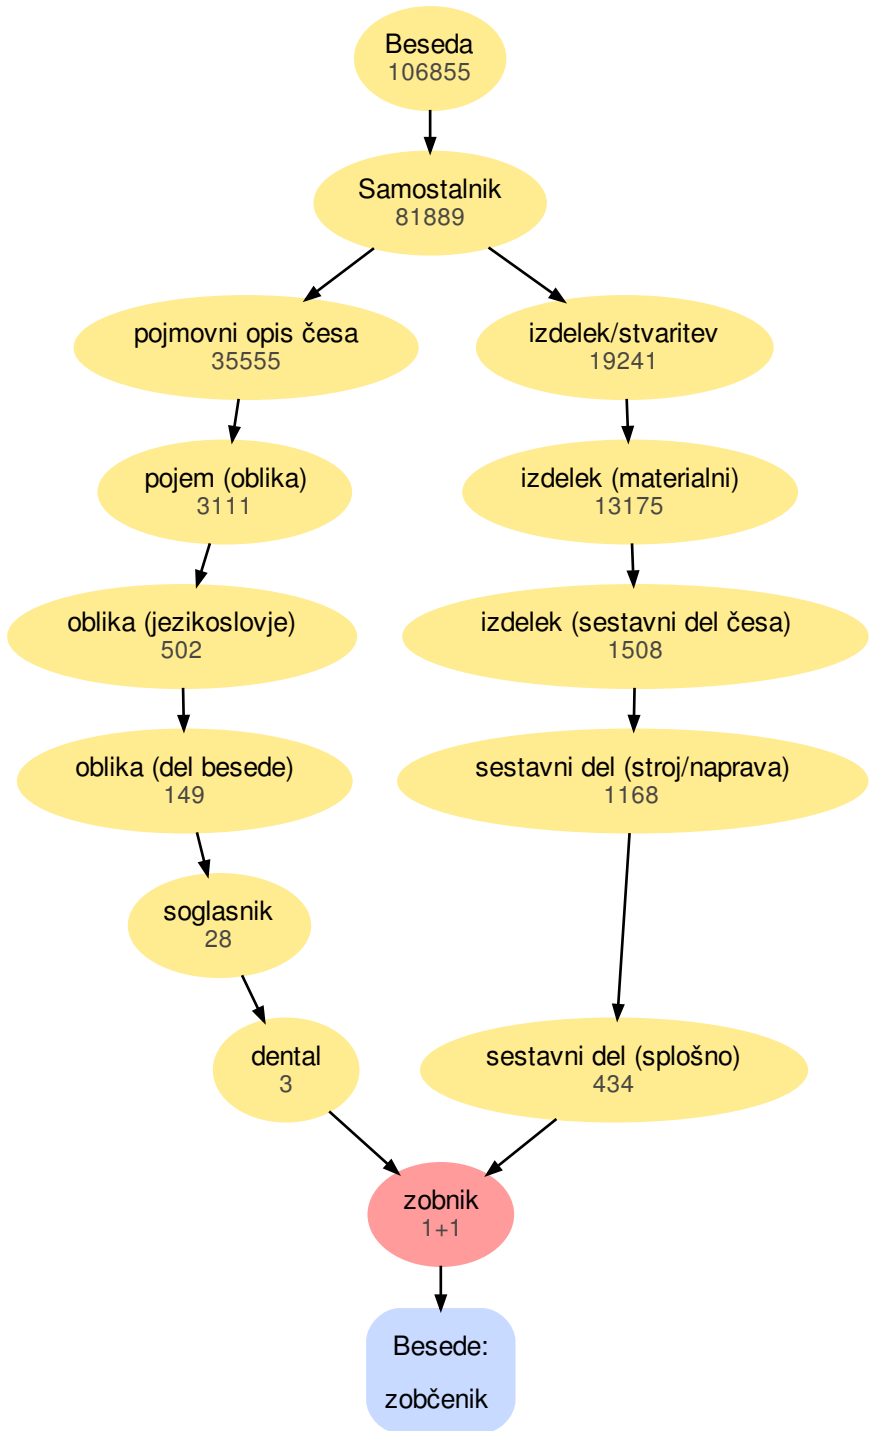 Beseda
106855
Samostalnik
81889
pojmovni opis česa
35555
izdelek/stvaritev
19241
pojem (oblika)
3111
izdelek (materialni)
13175
oblika (jezikoslovje)
502
izdelek (sestavni del česa)
1508
oblika (del besede)
149
sestavni del (stroj/naprava)
1168
soglasnik
28
dental
3
sestavni del (splošno)
434
zobnik
1+1
Besede:
zobčenik